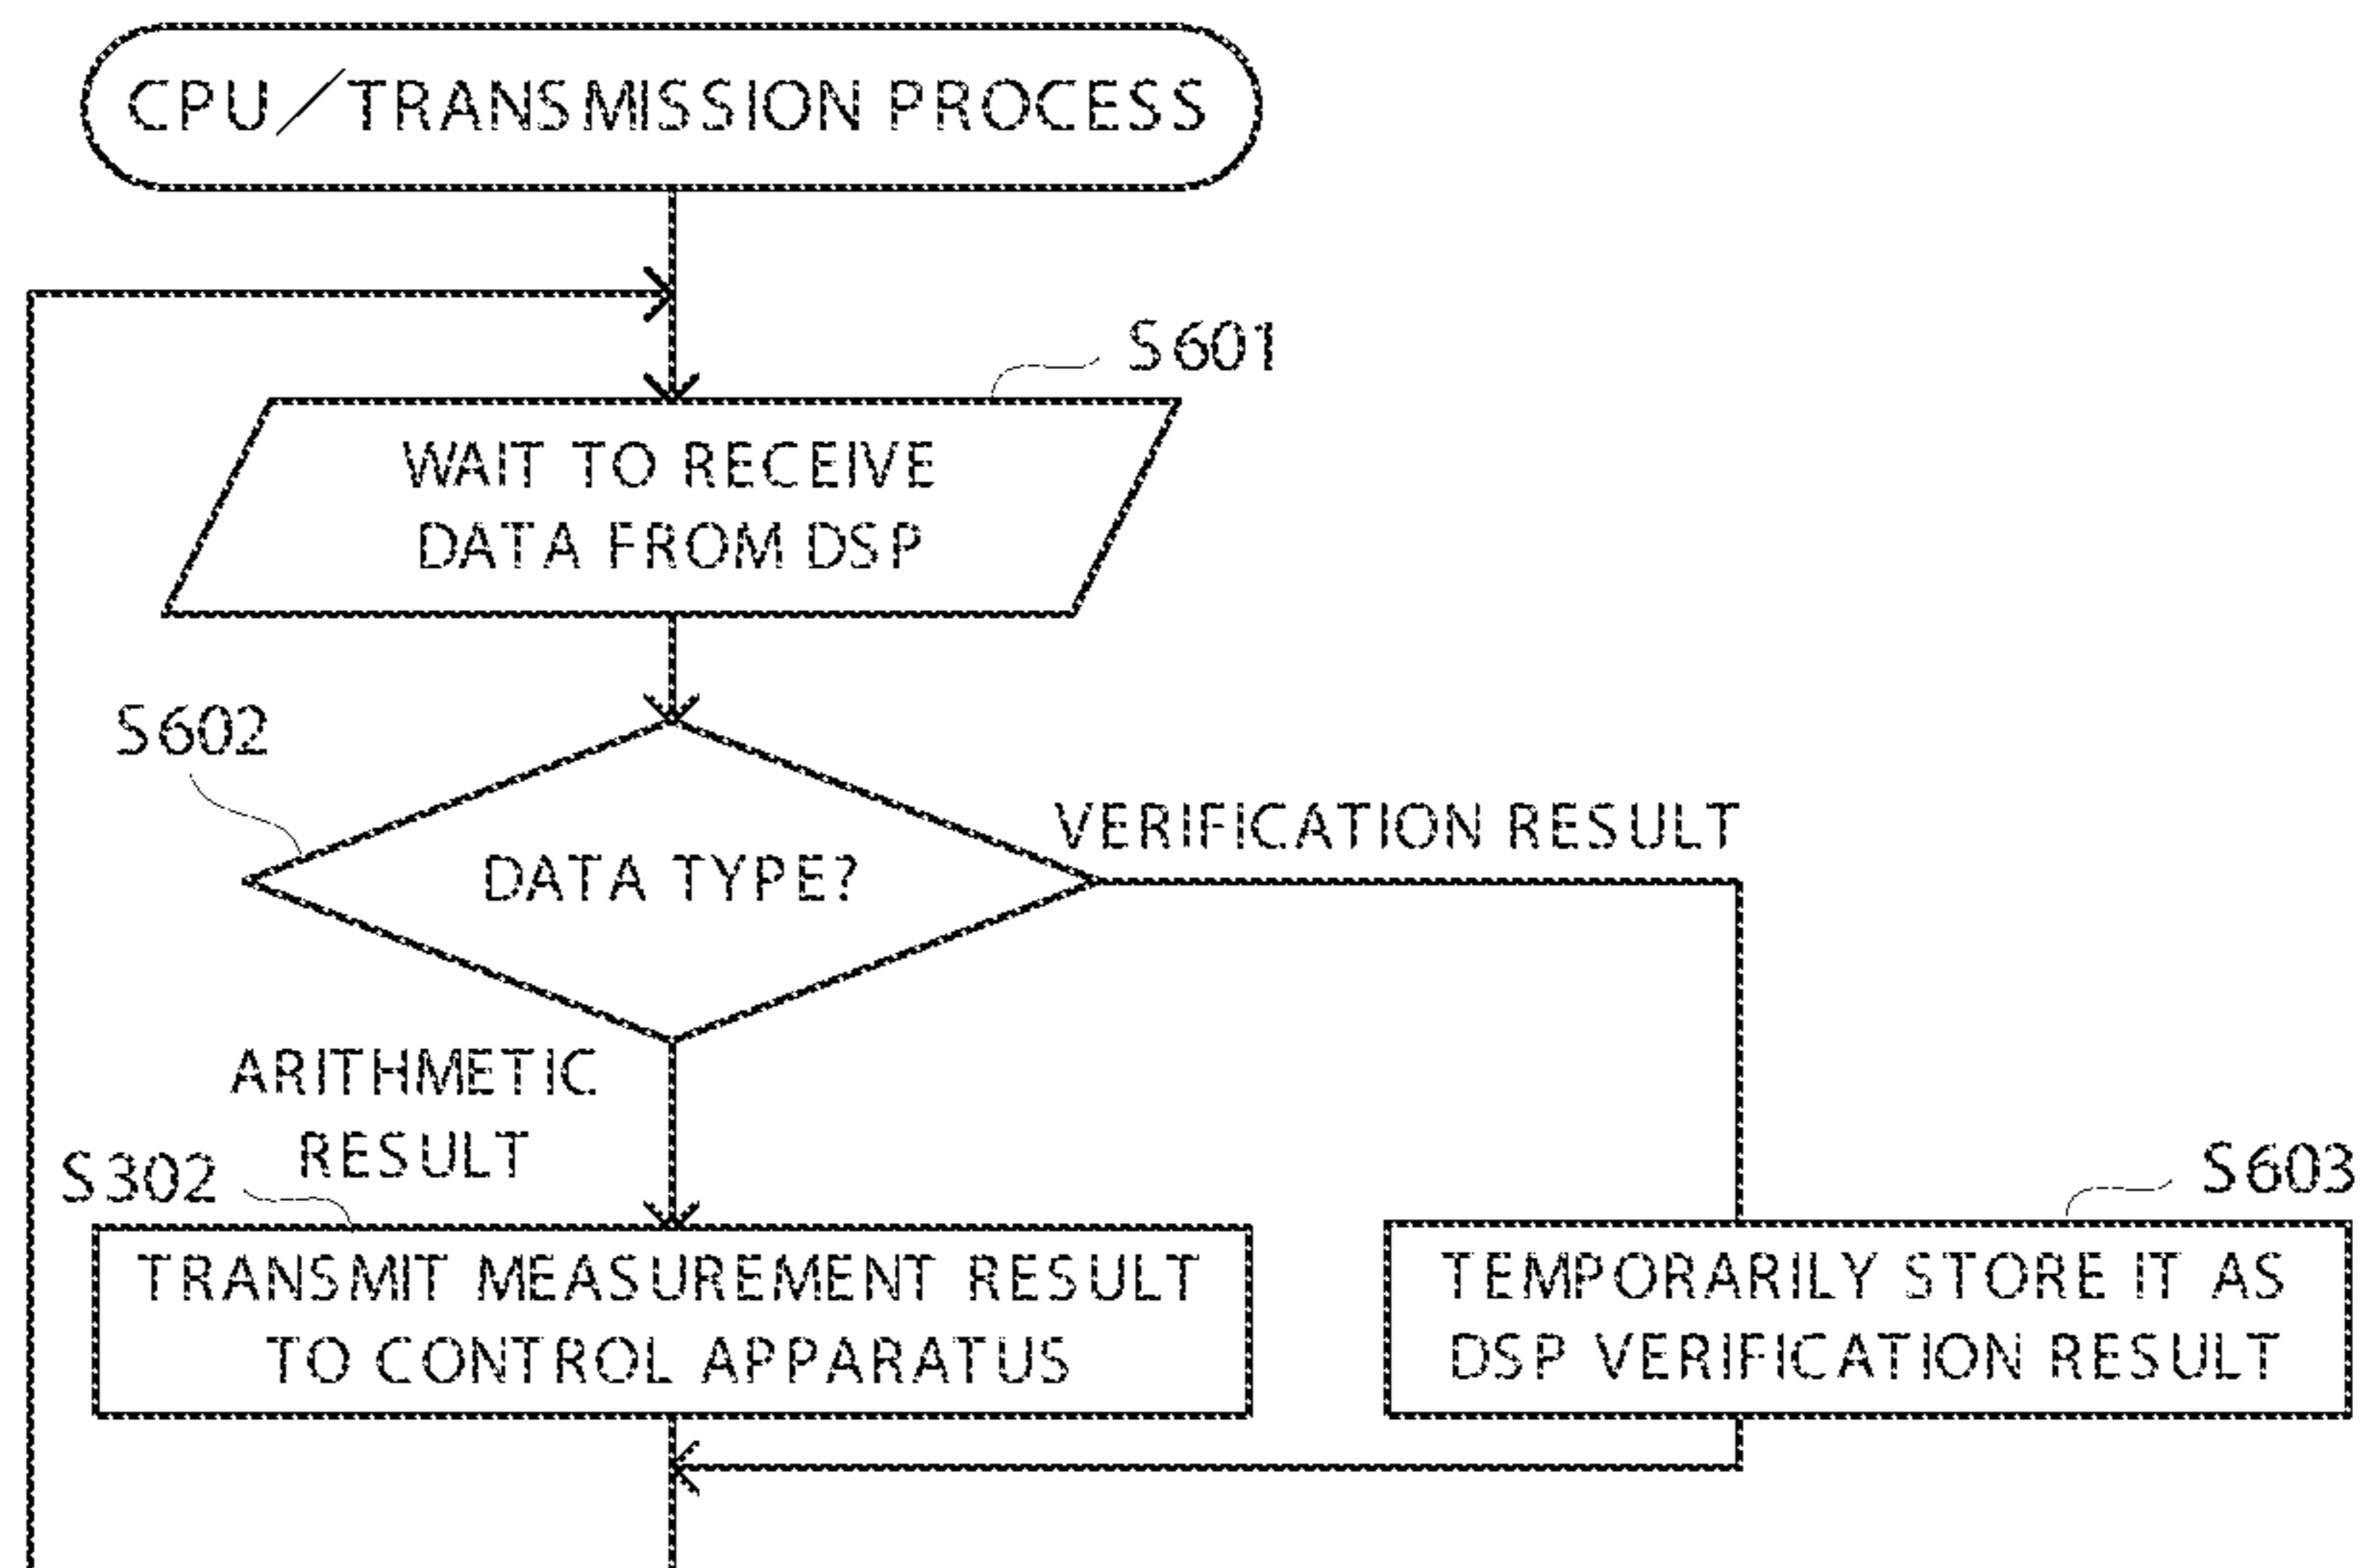 CPU/TRANSMISSION PROCESS
S601
WAIT TO RECEIVE
DATA FROM DSP
S602
DATA TYPE?
VERIFICATION RESULT
ARITHMETIC
RESULT
S302
TRANSMIT MEASUREMENT RESULT
TO CONTROL APPARATUS
S603
TEMPORARILY STORE IT AS
DSP VERIFICATION RESULT